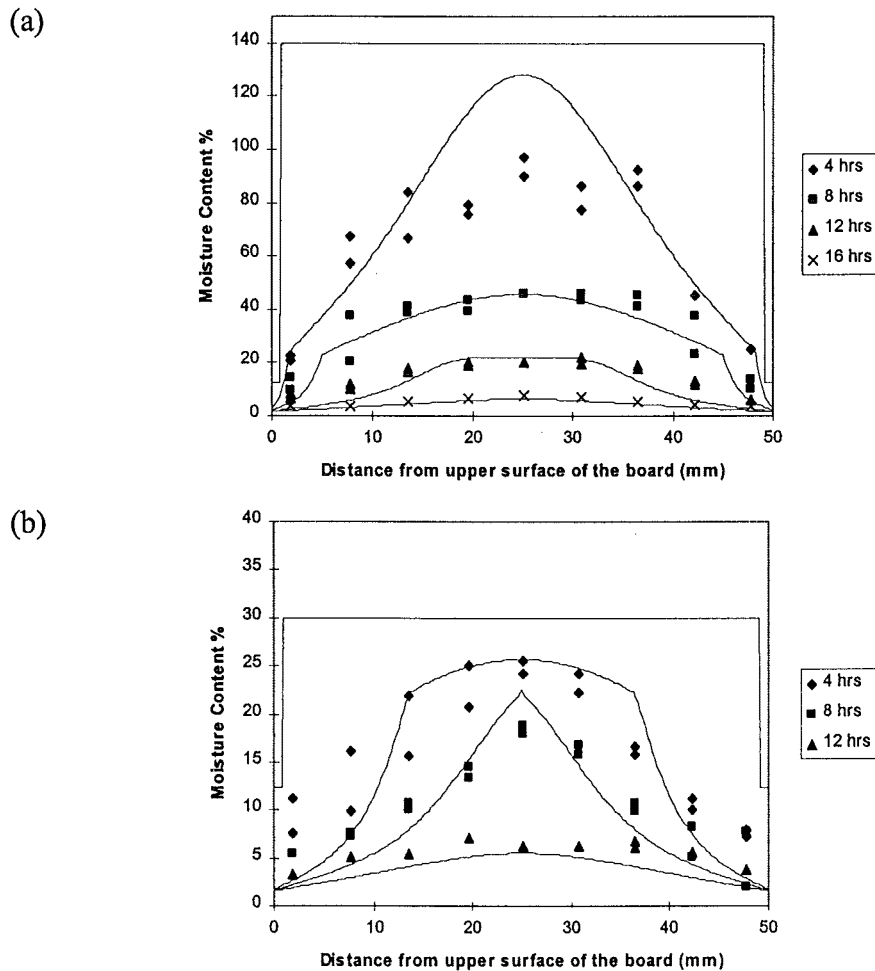 (a)
140
120
100
80
60
40
20
0
Moisture Content %
0 10 20 30 40 50
Distance from upper surface of the board (mm)
4 hrs
8 hrs
12 hrs
16 hrs
(b)
40
35
30
25
20
15
10
5
0
Moisture Content %
0 10 20 30 40 50
Distance from upper surface of the board (mm)
4 hrs
8 hrs
12 hrs